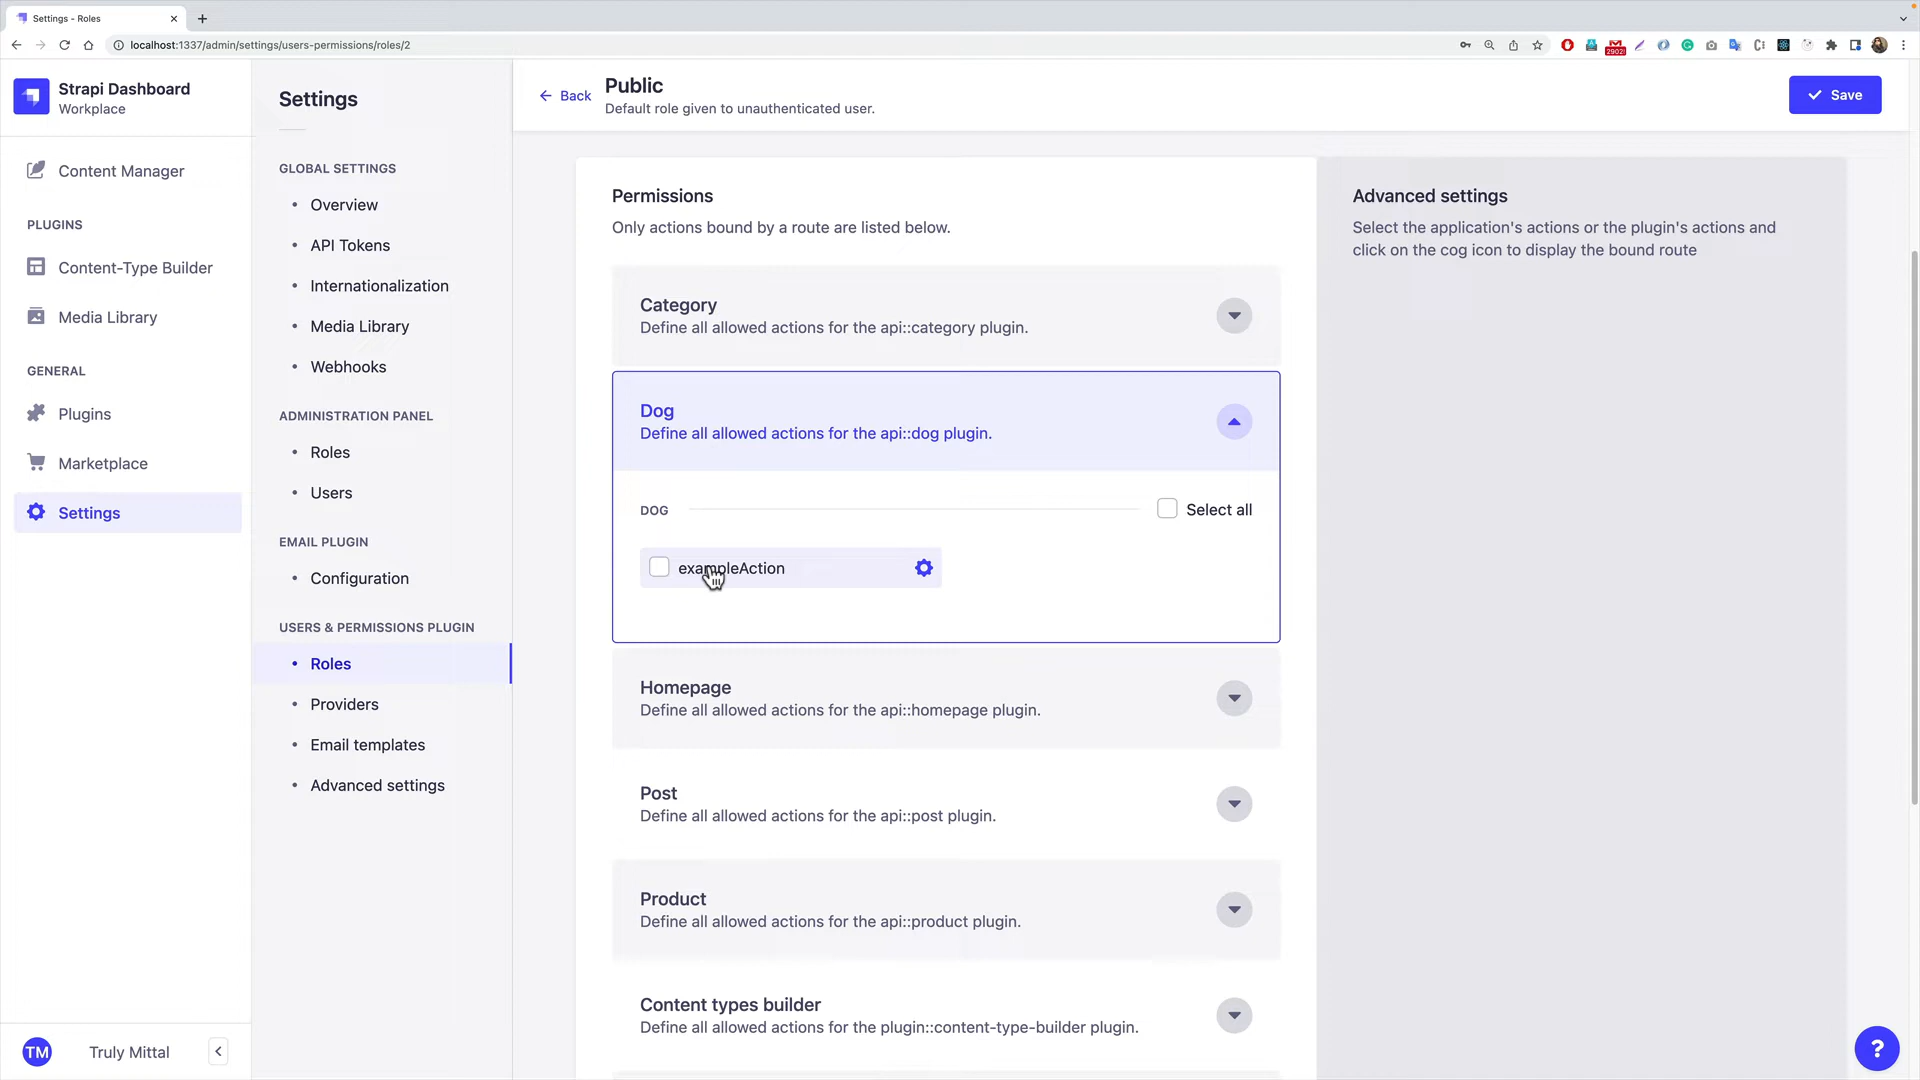 Settings - Roles
localhost:1337/admin/settings/users-permissions/roles/2
Strapi Dashboard
Workplace
Content Manager
PLUGINS
Content-Type Builder
Media Library
GENERAL
Plugins
Marketplace
Settings
TM
Truly Mittal
Settings
GLOBAL SETTINGS
Overview
API Tokens
Internationalization
Media Library
Webhooks
ADMINISTRATION PANEL
Roles
Users
EMAIL PLUGIN
Configuration
USERS & PERMISSIONS PLUGIN
Roles
Providers
Email templates
Advanced settings
Back
Public
Default role given to unauthenticated user.
Save
Permissions
Only actions bound by a route are listed below.
Category
Define all allowed actions for the api::category plugin.
Dog
Define all allowed actions for the api::dog plugin.
DOG
Select all
exampleAction
Homepage
Define all allowed actions for the api::homepage plugin.
Post
Define all allowed actions for the api::post plugin.
Product
Define all allowed actions for the api::product plugin.
Content types builder
Define all allowed actions for the plugin::content-type-builder plugin.
Advanced settings
Select the application's actions or the plugin's actions and
click on the cog icon to display the bound route
?